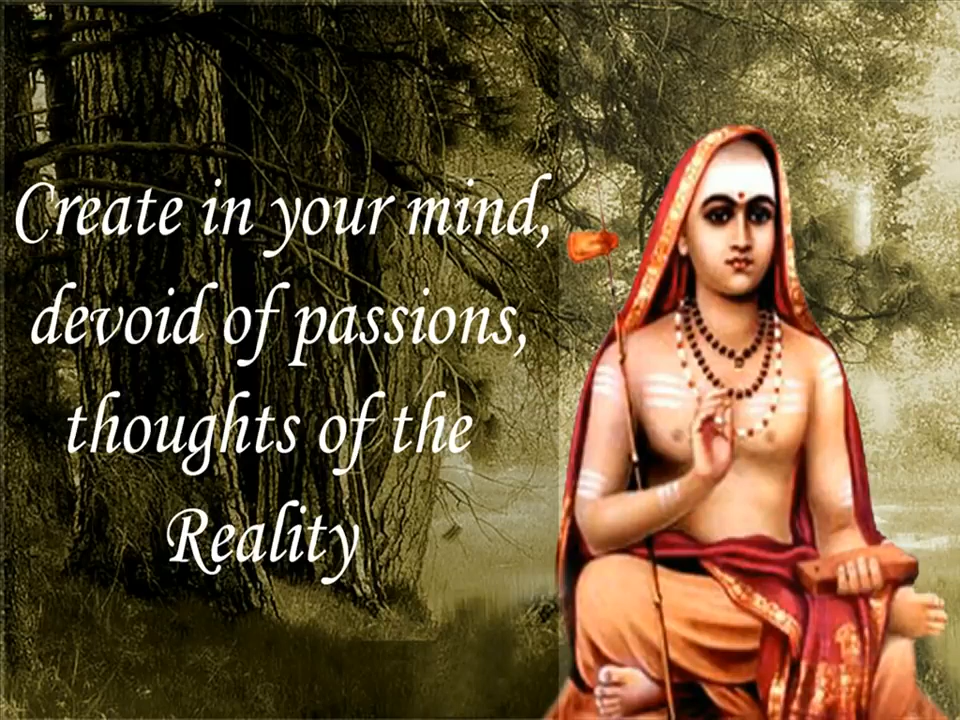 Create in your mind,
devoid of passions,
thoughts of the
Reality